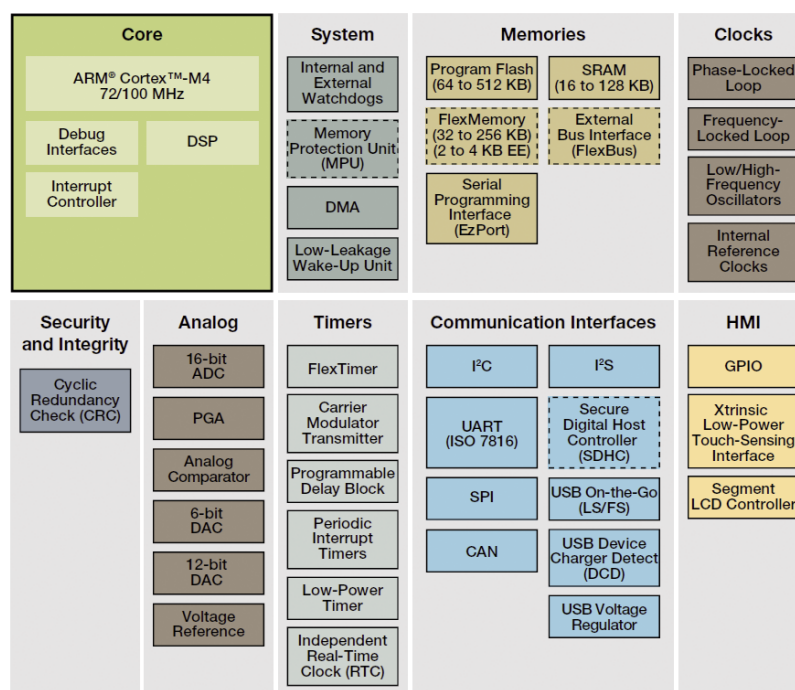 Core
ARM® Cortex™-M4
72/100 MHz
Debug
Interfaces
DSP
Interrupt
Controller
System
Internal and
External
Watchdogs
Memory
Protection Unit
(MPU)
DMA
Low-Leakage
Wake-Up Unit
Memories
Program Flash
(64 to 512 KB)
SRAM
(16 to 128 KB)
FlexMemory
(32 to 256 KB)
(2 to 4 KB EE)
External
Bus Interface
(FlexBus)
Serial
Programming
Interface
(EzPort)
Clocks
Phase-Locked
Loop
Frequency-
Locked Loop
Low/High-
Frequency
Oscillators
Internal
Reference
Clocks
Security
and Integrity
Cyclic
Redundancy
Check (CRC)
Analog
16-bit
ADC
PGA
Analog
Comparator
6-bit
DAC
12-bit
DAC
Voltage
Reference
Timers
FlexTimer
Carrier
Modulator
Transmitter
Programmable
Delay Block
Periodic
Interrupt
Timers
Low-Power
Timer
Independent
Real-Time
Clock (RTC)
Communication Interfaces
I²C
I²S
UART
(ISO 7816)
Secure
Digital Host
Controller
(SDHC)
SPI
USB On-the-Go
(LS/FS)
CAN
USB Device
Charger Detect
(DCD)
USB Voltage
Regulator
HMI
GPIO
Xtrinsic
Low-Power
Touch-Sensing
Interface
Segment
LCD Controller